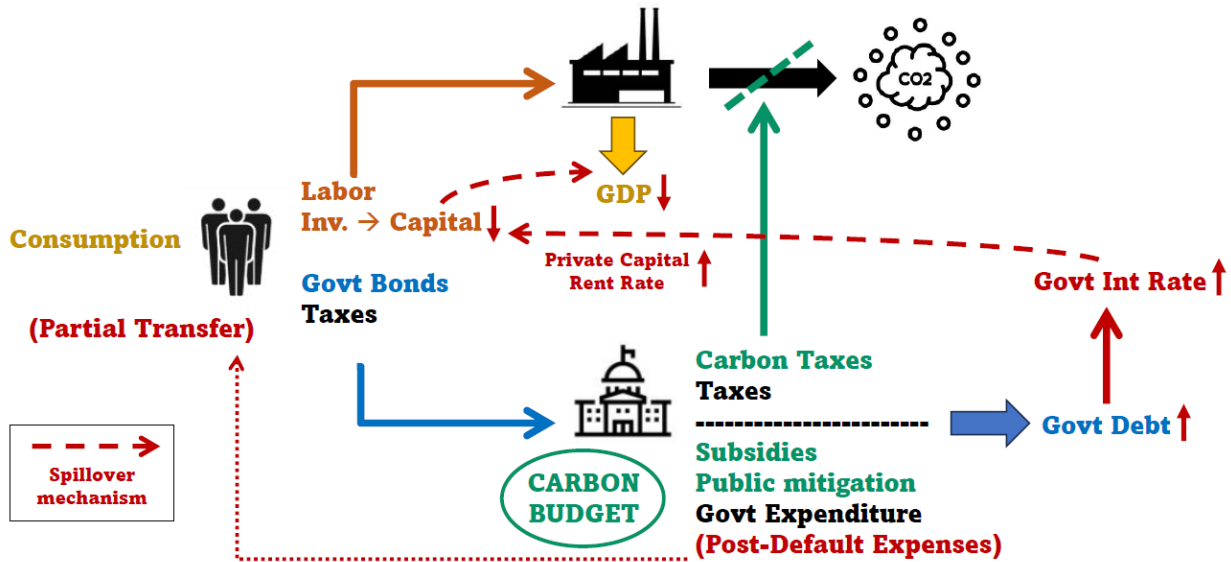 CO2
GDP
Labor
Inv. → Capital
Consumption
Private Capital
Rent Rate
Govt Int Rate
Govt Bonds
Taxes
(Partial Transfer)
Carbon Taxes
Taxes
------------------------
Govt Debt
Spillover
mechanism
CARBON
BUDGET
Subsidies
Public mitigation
Govt Expenditure
(Post-Default Expenses)